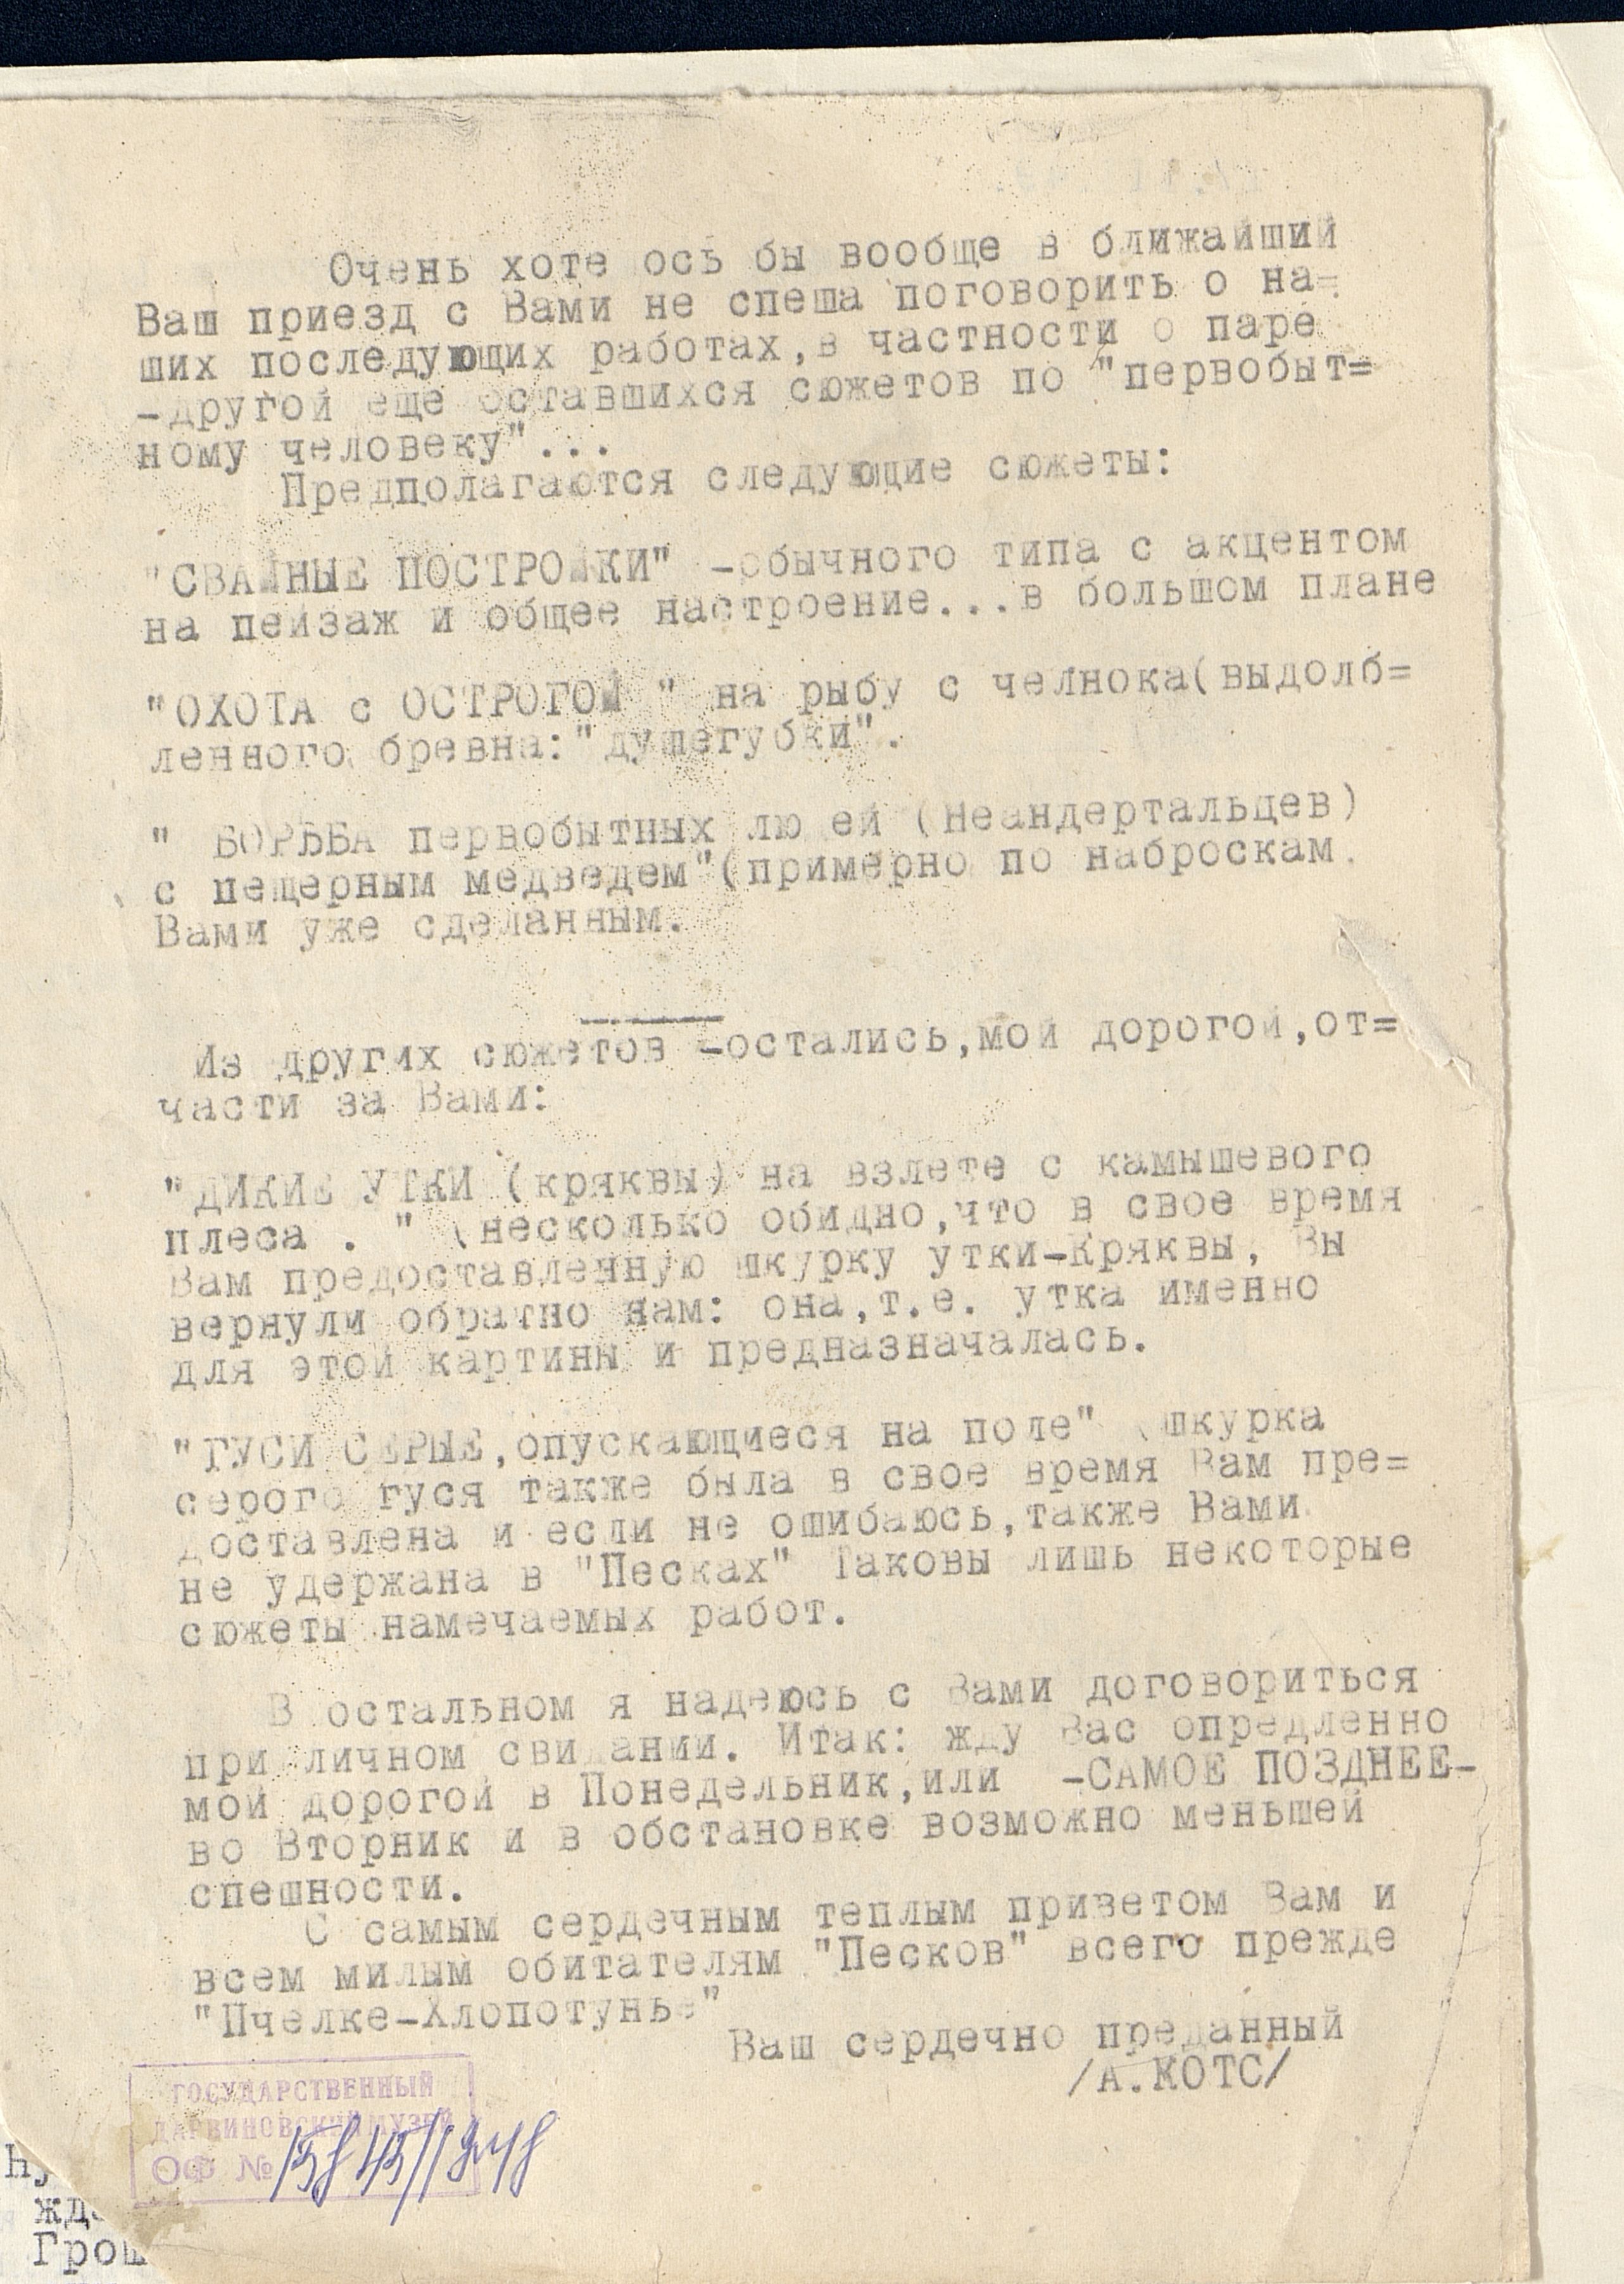 Очень хоте ось бы вообще в ближайший
Ваш приезд с Вами не спеша поговорить о на=
ших последующих работах,в частности о паре
-другой еще оставшихся сюжетов по "первобыт=
ному человеку"...
Предполагаются следующие сюжеты:
"СВАЙНЫЕ ПОСТРОЙКИ" -обычного типа с акцентом
на пейзаж и общее настроение...в большом плане
"ОХОТА с ОСТРОГОЙ " на рыбу с челнока(выдолб=
ленного бревна:"душегубки".
" БОРЬБА первобытных лю ей (Неандертальцев)
с пещерным медведем"(примерно по наброскам
Вами уже сделанным.
Из других сюжетов -остались,мой дорогой,от=
части за Вами:
"ДИКИЕ УТКИ (кряквы) на взлете с камышевого
плеса . " (несколько обидно,что в свое время
Вам предоставленную шкурку утки-Кряквы, Вы
вернули обратно нам: она,т.е. утка именно
для этой картины и предназначалась.
"ГУСИ СЕРЫЕ,опускающиеся на поле" (шкурка
серого гуся также была в свое время Вам пре=
доставлена и если не ошибаюсь,также Вами
не удержана в "Песках" Таковы лишь некоторые
сюжеты намечаемых работ.
В остальном я надеюсь с Вами договориться
при личном свидании. Итак: жду Вас опредленно
мой дорогой в Понедельник,или -САМОЕ ПОЗДНЕЕ-
во Вторник и в обстановке возможно меньшей
спешности.
С самым сердечным теплым приветом Вам и
всем милым обитателям "Песков" всего прежде
"Пчелке-Хлопотунье"
Ваш сердечно преданный
/А.КОТС/
ГОСУДАРСТВЕННЫЙ
ДАРВИНОВСКИЙ МУЗЕЙ
ОФ №
Ну
жд
Грош